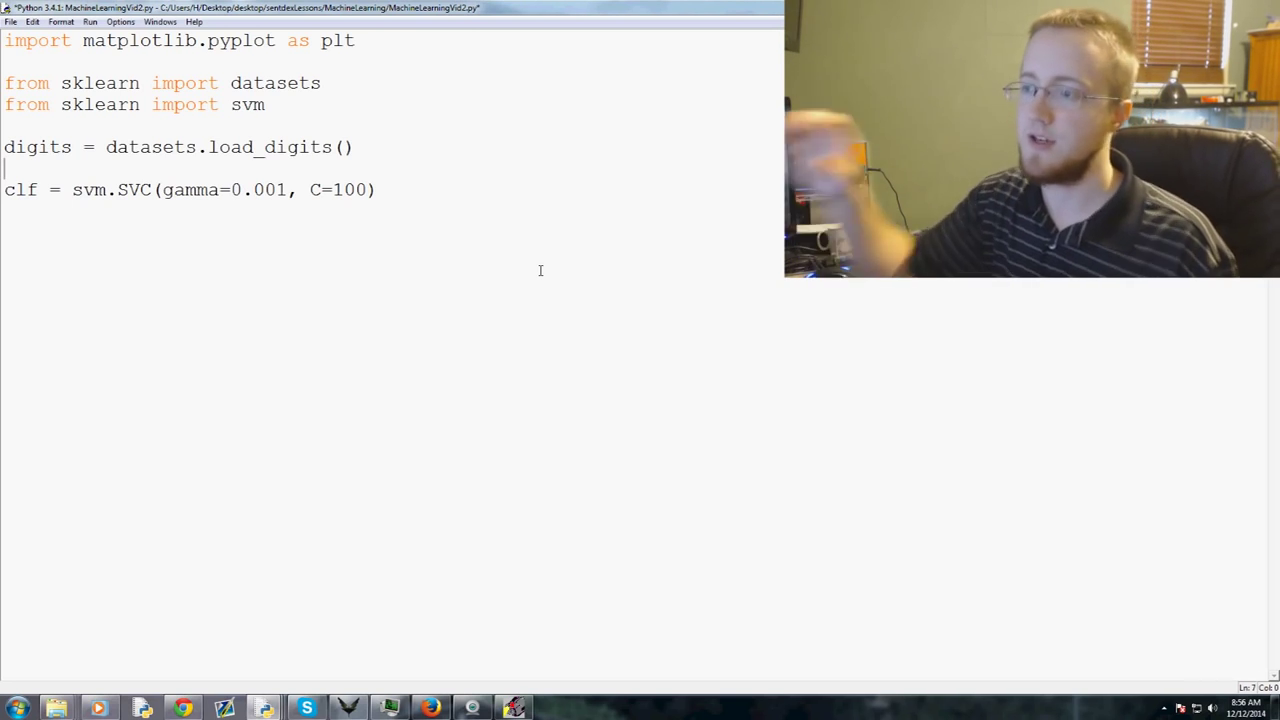 *Python 3.4.1: MachineLearningVid2.py - C:/Users/H/Desktop/desktop/sentdexLessons/MachineLearning/MachineLearningVid2.py*
File Edit Format Run Options Windows Help
import matplotlib.pyplot as plt
from sklearn import datasets
from sklearn import svm
digits = datasets.load_digits()
clf = svm.SVC(gamma=0.001, C=100)
Ln: 7 Col: 0
8:56 AM
12/12/2014